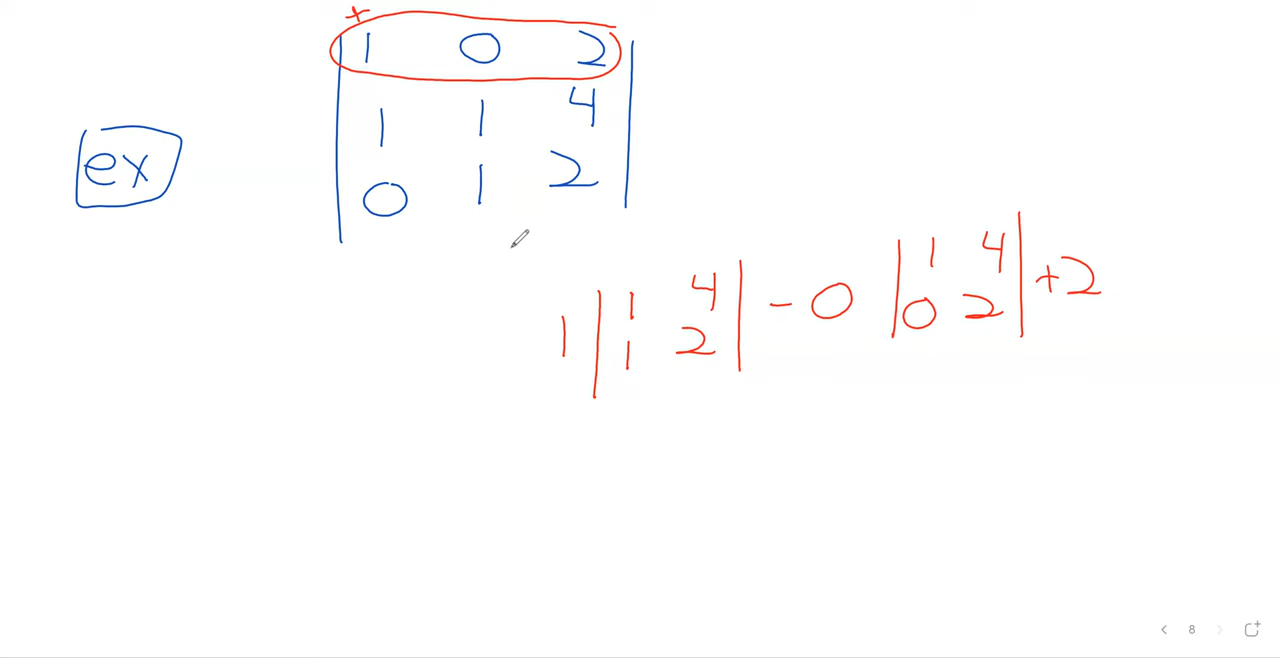 +
| 1 0 2 |
| 1 1 4 |
ex
| 0 1 2 |
1 | 1 4 | - 0 | 1 4 | + 2
| 1 2 | | 0 2 |
8